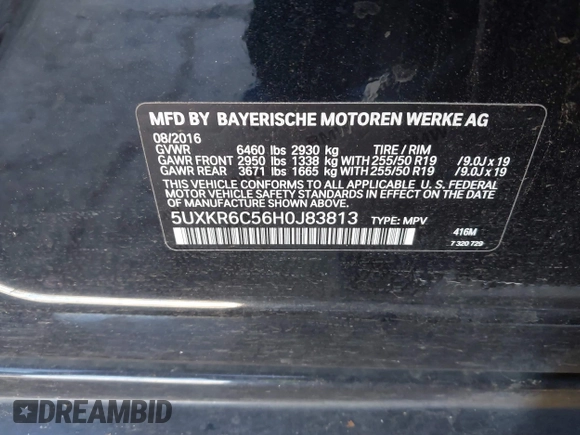 MFD BY BAYERISCHE MOTOREN WERKE AG
08/2016
GVWR 6460 lbs 2930 kg TIRE / RIM
GAWR FRONT 2950 lbs 1338 kg WITH 255/50 R19 /9.0J x 19
GAWR REAR 3671 lbs 1665 kg WITH 255/50 R19 /9.0J x 19
THIS VEHICLE CONFORMS TO ALL APPLICABLE U. S. FEDERAL
MOTOR VEHICLE SAFETY STANDARDS IN EFFECT ON THE DATE
OF MANUFACTURE SHOWN ABOVE.
5UXKR6C56H0J83813 TYPE: MPV 416M
7 320 729
DREAMBID